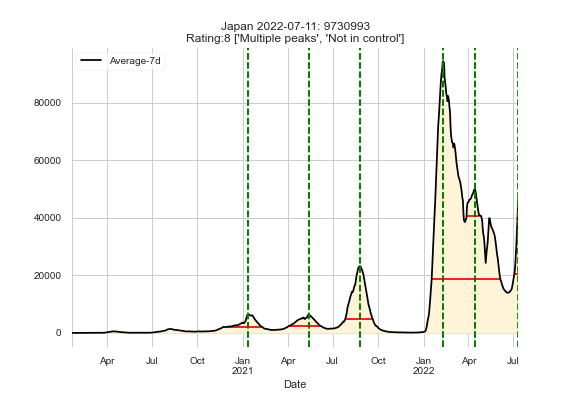 Japan 2022-07-11: 9730993
Rating:8 ['Multiple peaks', 'Not in control']
Average-7d
80000
60000
40000
20000
0
Apr Jul Oct Jan Apr Jul Oct Jan Apr Jul
2021 2022
Date